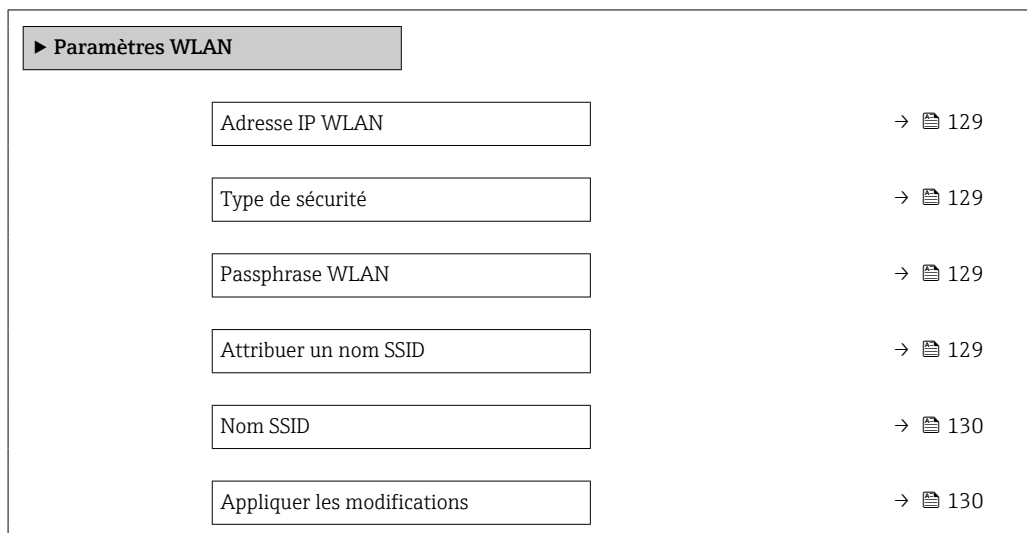 ▶ Paramètres WLAN
Adresse IP WLAN → 129
Type de sécurité → 129
Passphrase WLAN → 129
Attribuer un nom SSID → 129
Nom SSID → 130
Appliquer les modifications → 130